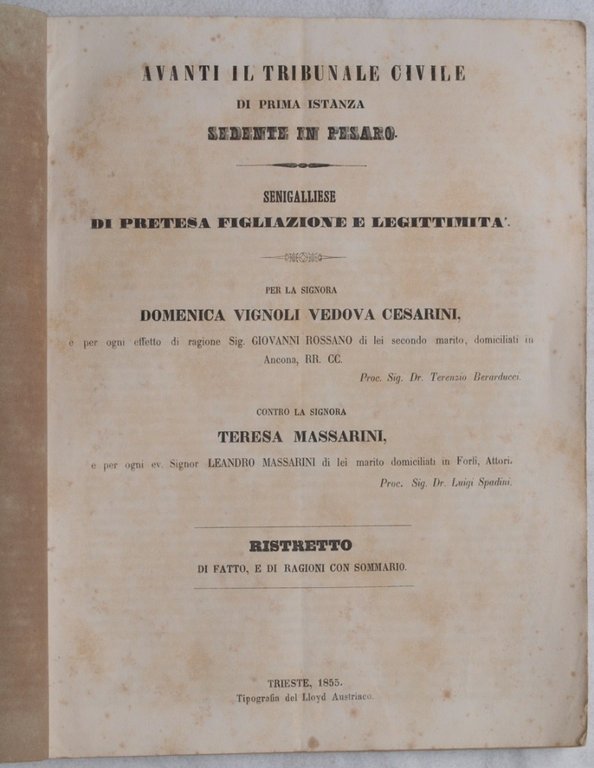 AVANTI IL TRIBUNALE CIVILE
DI PRIMA ISTANZA
SEDENTE IN PESARO.
SENIGALLIESE
DI PRETESA FIGLIAZIONE E LEGITTIMITA'.
PER LA SIGNORA
DOMENICA VIGNOLI VEDOVA CESARINI,
e per ogni effetto di ragione Sig. GIOVANNI ROSSANO di lei secondo marito, domiciliati in
Ancona, RR. CC.
Proc. Sig. Dr. Terenzio Berarducci.
CONTRO LA SIGNORA
TERESA MASSARINI,
e per ogni ev. Signor LEANDRO MASSARINI di lei marito domiciliati in Forlì, Attori.
Proc. Sig. Dr. Luigi Spadini.
RISTRETTO
DI FATTO, E DI RAGIONI CON SOMMARIO.
TRIESTE, 1855.
Tipografia del Lloyd Austriaco.